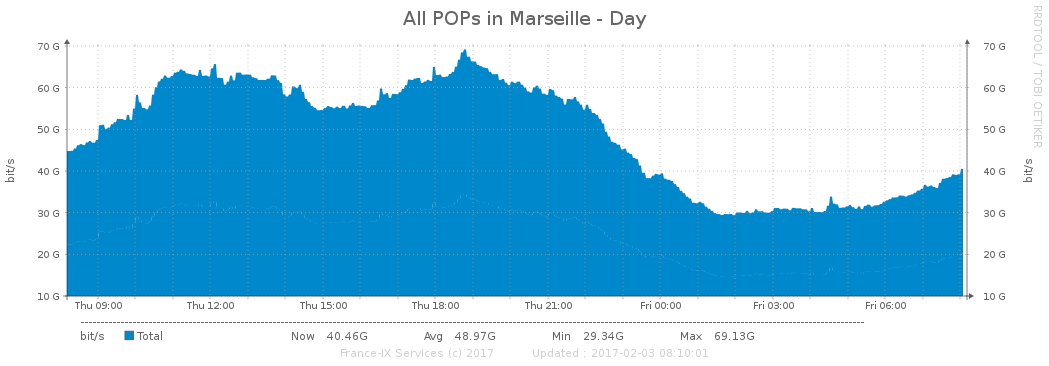 All POPs in Marseille - Day
RRDTOOL / TOBI OETIKER
70 G 70 G
60 G 60 G
50 G 50 G
40 G 40 G
30 G 30 G
20 G 20 G
10 G 10 G
bit/s bit/s
Thu 09:00 Thu 12:00 Thu 15:00 Thu 18:00 Thu 21:00 Fri 00:00 Fri 03:00 Fri 06:00
bit/s Total Now 40.46G Avg 48.97G Min 29.34G Max 69.13G
France-IX Services (c) 2017 Updated : 2017-02-03 08:10:01